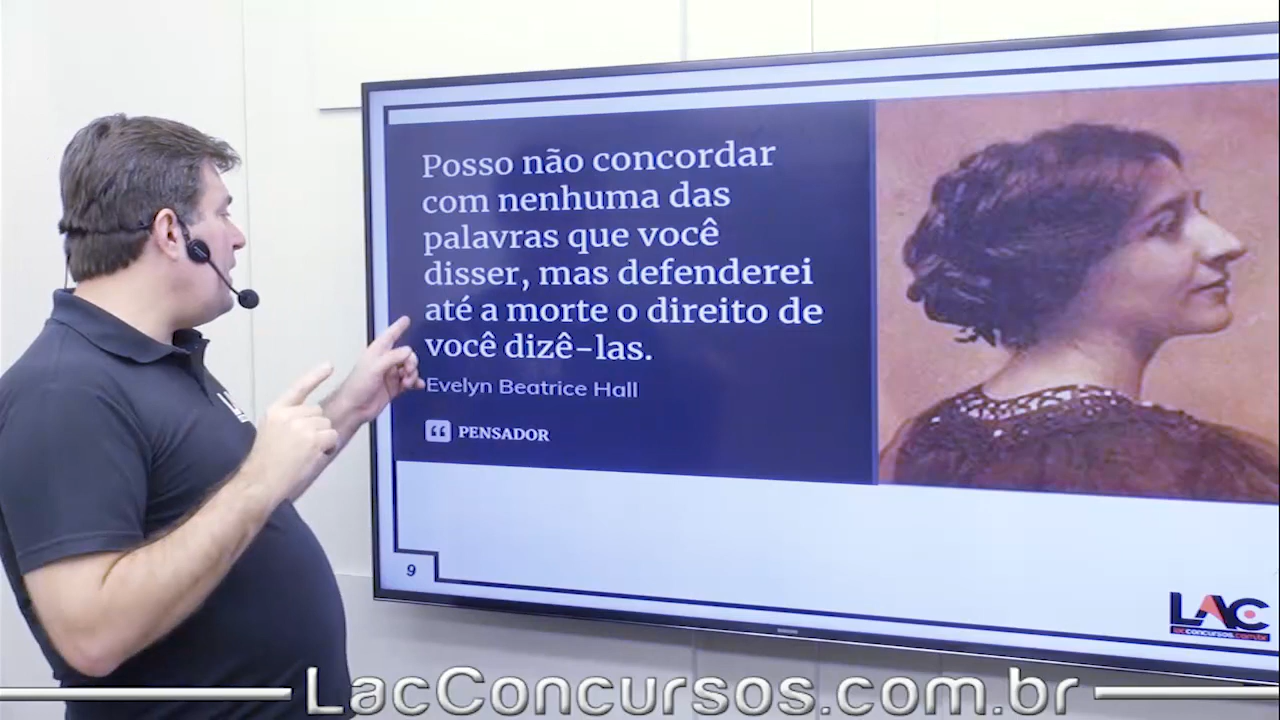 Posso não concordar
com nenhuma das
palavras que você
disser, mas defenderei
até a morte o direito de
você dizê-las.
Evelyn Beatrice Hall
PENSADOR
9
LAC
lacconcursos.com.br
LacConcursos.com.br